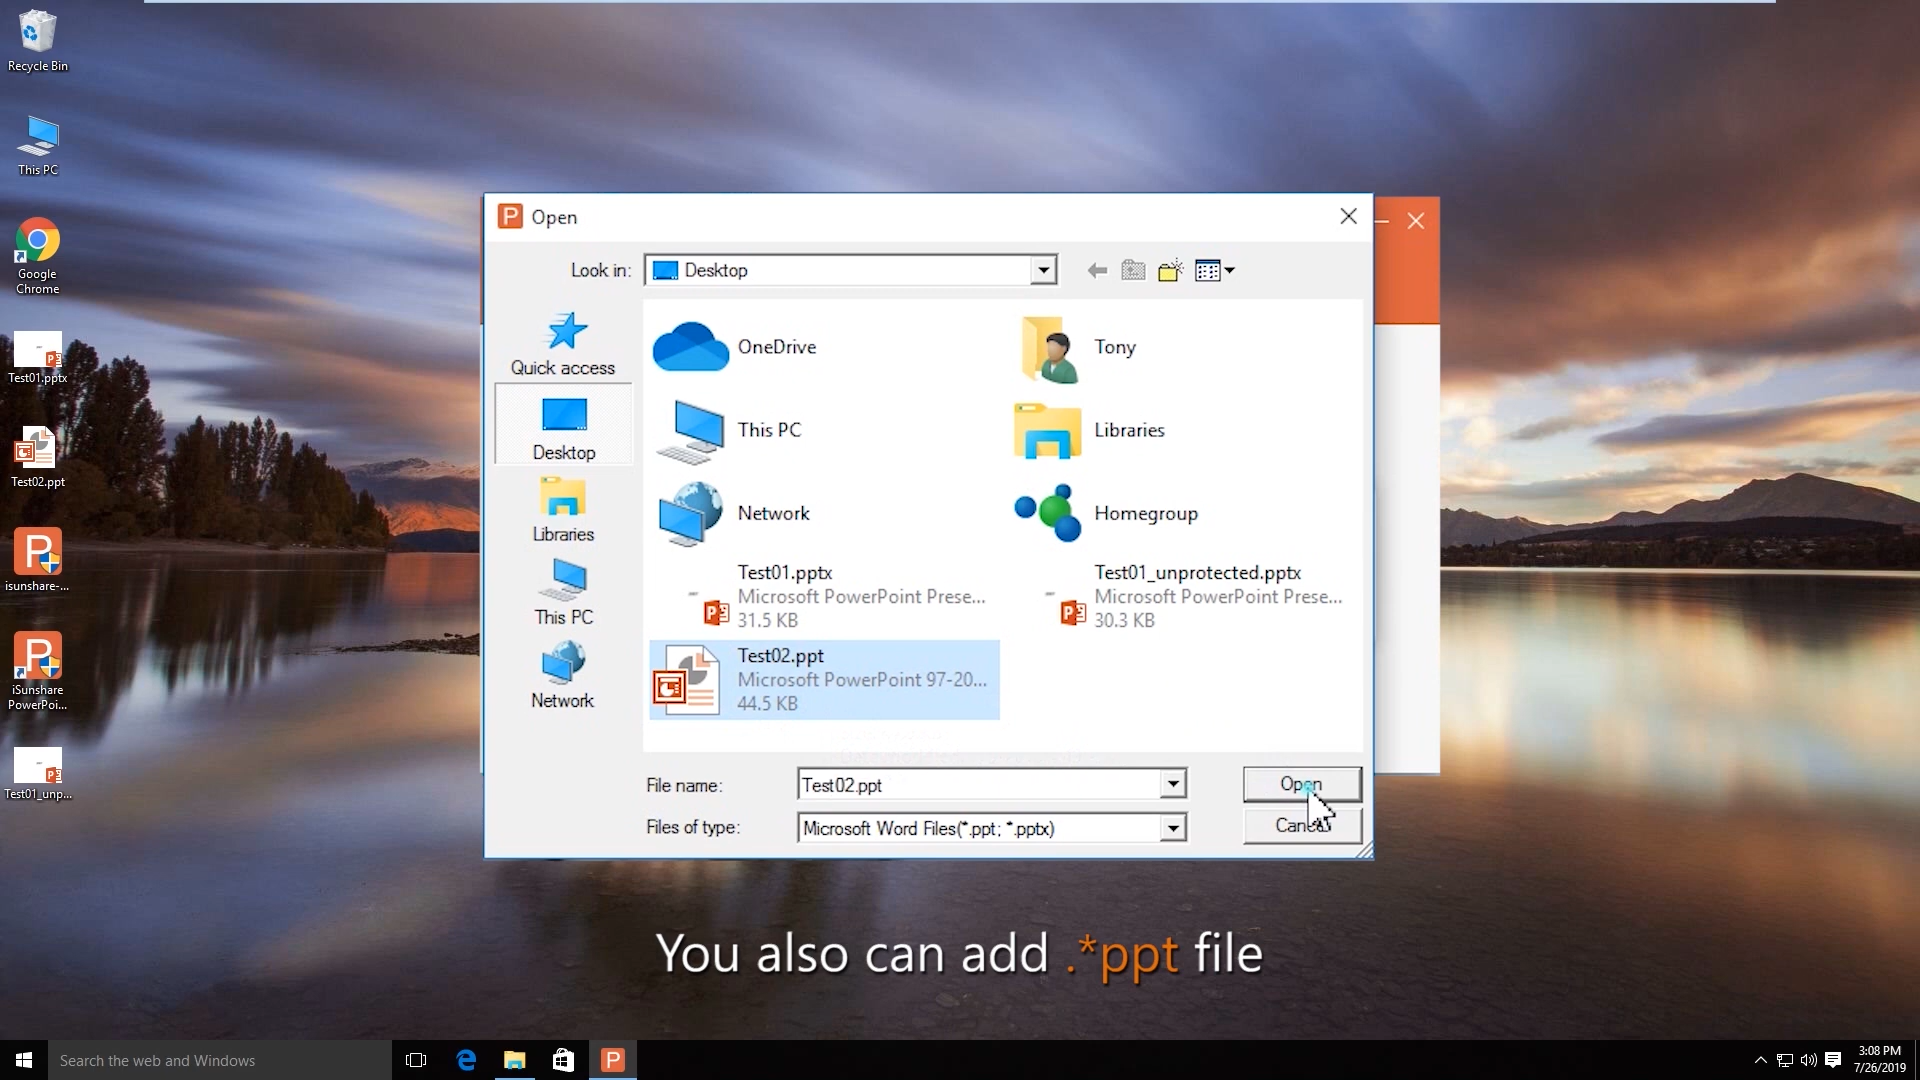 Recycle Bin
This PC
Google
Chrome
Test01.pptx
Test02.ppt
isunshare-...
iSunshare
PowerPoi...
Test01_unp...
Open
Look in:
Desktop
Quick access
Desktop
Libraries
This PC
Network
OneDrive
Tony
This PC
Libraries
Network
Homegroup
Test01.pptx
Microsoft PowerPoint Prese...
31.5 KB
Test01_unprotected.pptx
Microsoft PowerPoint Prese...
30.3 KB
Test02.ppt
Microsoft PowerPoint 97-20...
44.5 KB
File name:
Test02.ppt
Open
Files of type:
Microsoft Word Files(*.ppt; *.pptx)
Cancel
You also can add .*ppt file
Search the web and Windows
3:08 PM
7/26/2019